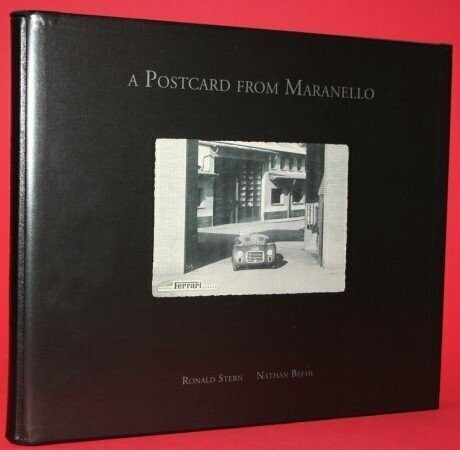 A POSTCARD FROM MARANELLO
Ferrari
RONALD STERN NATHAN BEEHL